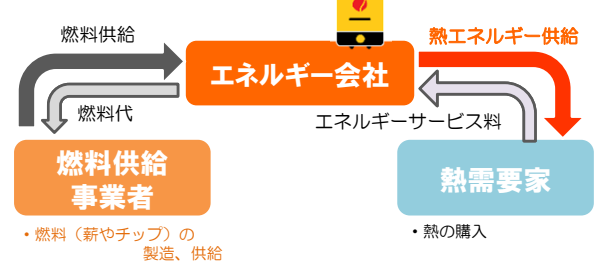 燃料供給
エネルギー会社
熱エネルギー供給
燃料代
エネルギーサービス料
燃料供給
事業者
熱需要家
・燃料（薪やチップ）の
製造、供給
・熱の購入